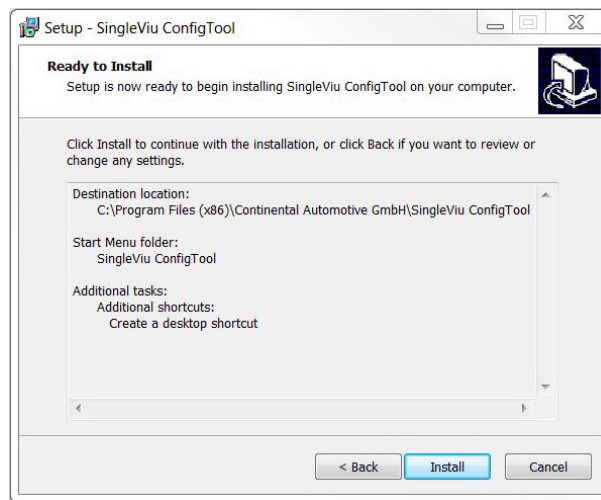 Setup - SingleViu ConfigTool
Ready to Install
Setup is now ready to begin installing SingleViu ConfigTool on your computer.
Click Install to continue with the installation, or click Back if you want to review or
change any settings.
Destination location:
C:\Program Files (x86)\Continental Automotive GmbH\SingleViu ConfigTool
Start Menu folder:
SingleViu ConfigTool
Additional tasks:
Additional shortcuts:
Create a desktop shortcut
< Back
Install
Cancel